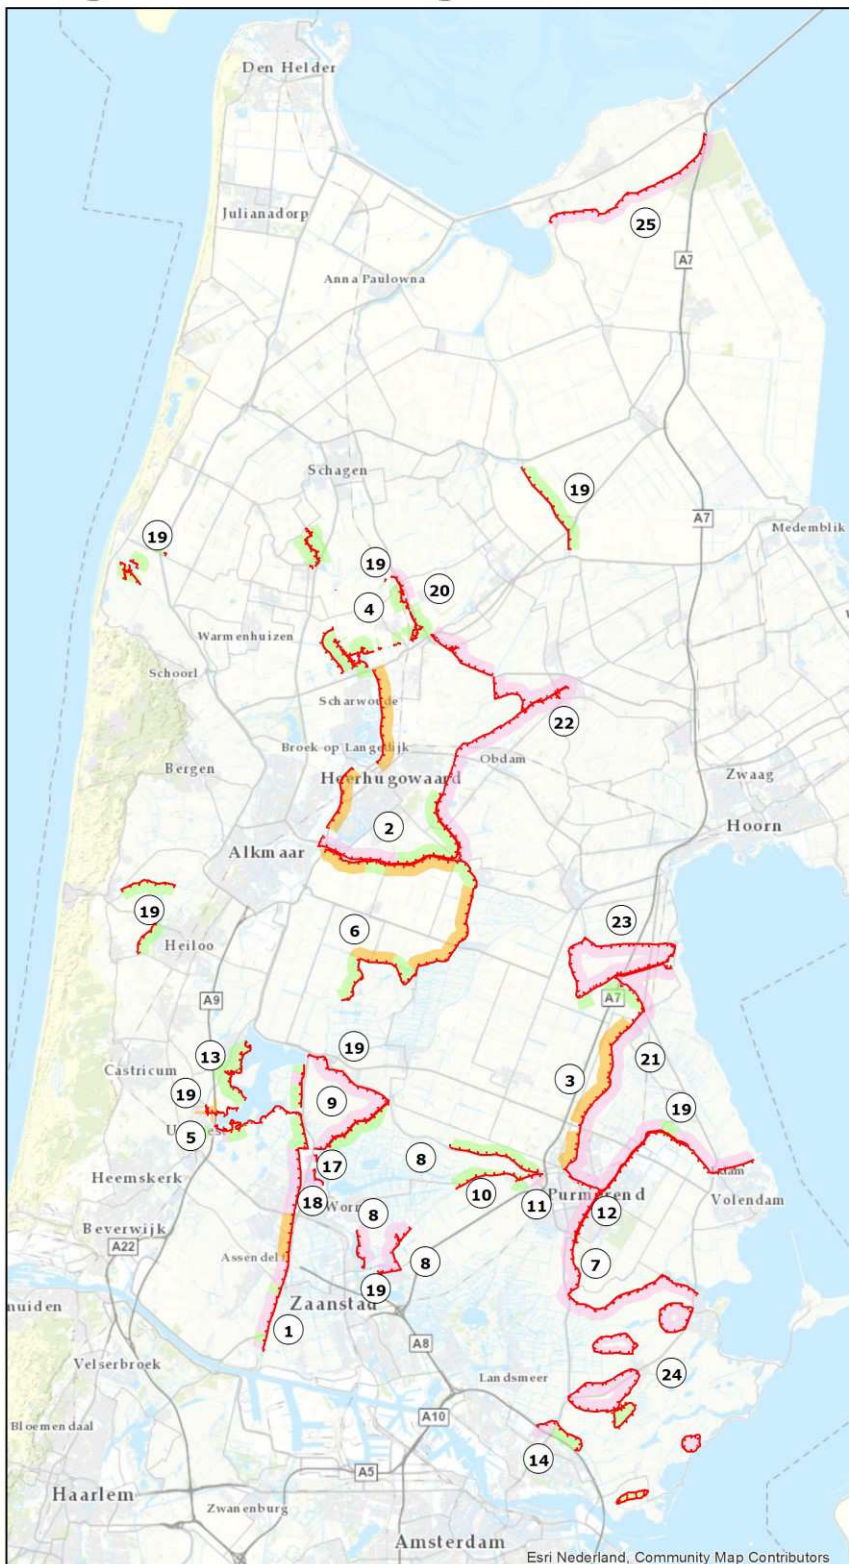 Den Helder
Julianadorp
25
A7
Anna Paulowna
Schagen
19
A7
Medemblik
19
19
20
4
Warmenhuizen
Schoorl
Scharwoude
22
Broek op Langedijk
Obdam
Bergen
Heerhugowaard
Zwaag
2
Hoorn
Alkmaar
19
6
23
Heiloo
A9
A7
13
19
21
Castricum
3
19
9
19
5
8
17
Heemskerk
10
11
Purmerend
Volendam
18
8
12
Beverwijk
A22
Assendel
8
7
19
Zaanstad
1
A8
Velserbroek
Landsmeer
24
A10
Bloemendaal
14
A5
Haarlem
Zwanenburg
Amsterdam
Esri Nederland, Community Map Contributors